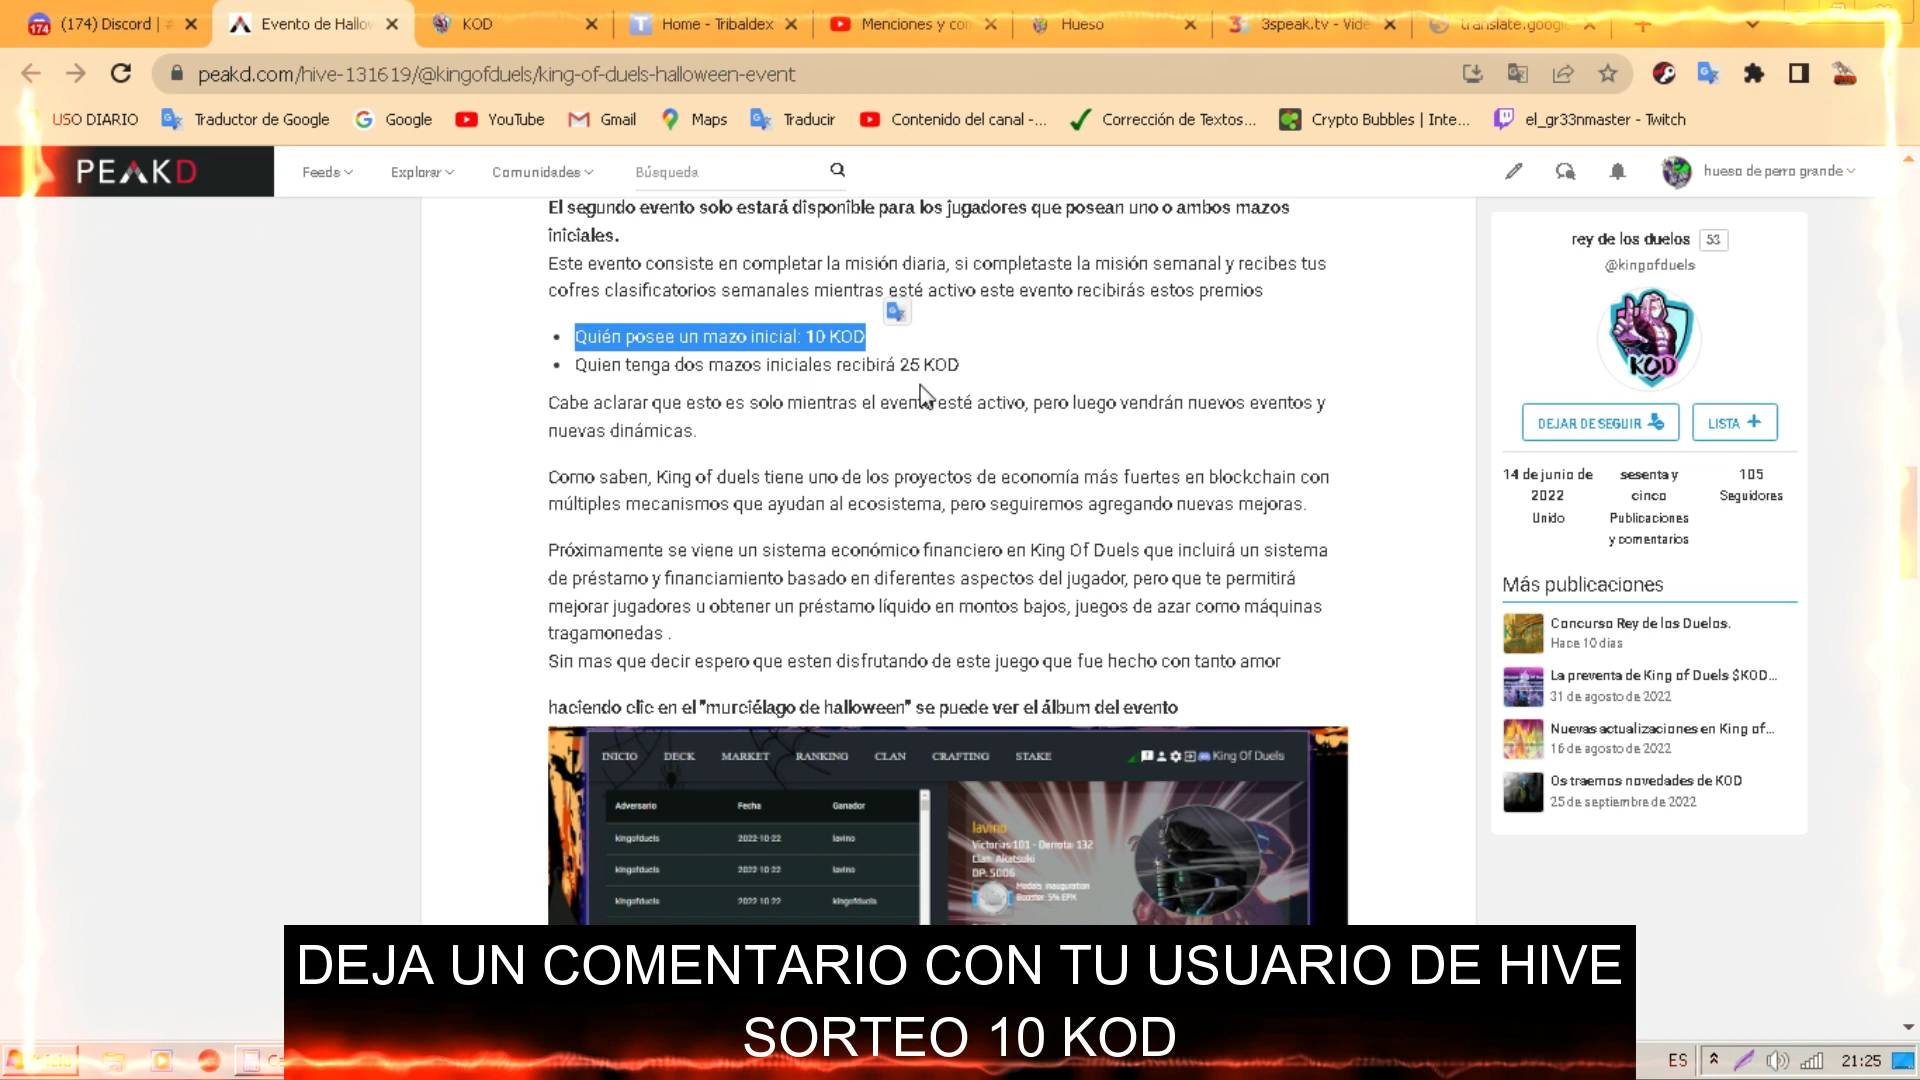 (174) Discord | #
Evento de Hallow
KOD
Home - Tribaldex
Menciones y con
Hueso
3speak.tv - Vide
translate.google
peakd.com/hive-131619/@kingofduels/king-of-duels-halloween-event
USO DIARIO
Traductor de Google
Google
YouTube
Gmail
Maps
Traducir
Contenido del canal -...
Corrección de Textos...
Crypto Bubbles | Inte...
el_gr33nmaster - Twitch
PEAKD
Feeds
Explorar
Comunidades
Búsqueda
hueso de perro grande
El segundo evento solo estará disponible para los jugadores que posean uno o ambos mazos
iniciales.
Este evento consiste en completar la misión diaria, si completaste la misión semanal y recibes tus
cofres clasificatorios semanales mientras esté activo este evento recibirás estos premios
• Quién posee un mazo inicial: 10 KOD
• Quien tenga dos mazos iniciales recibirá 25 KOD
Cabe aclarar que esto es solo mientras el evento esté activo, pero luego vendrán nuevos eventos y
nuevas dinámicas.
Como saben, King of duels tiene uno de los proyectos de economía más fuertes en blockchain con
múltiples mecanismos que ayudan al ecosistema, pero seguiremos agregando nuevas mejoras.
Próximamente se viene un sistema económico financiero en King Of Duels que incluirá un sistema
de préstamo y financiamiento basado en diferentes aspectos del jugador, pero que te permitirá
mejorar jugadores u obtener un préstamo líquido en montos bajos, juegos de azar como máquinas
tragamonedas .
Sin mas que decir espero que esten disfrutando de este juego que fue hecho con tanto amor
haciendo clic en el "murciélago de halloween" se puede ver el álbum del evento
INICIO DECK MARKET RANKING CLAN CRAFTING STAKE King Of Duels
Adversario Fecha Ganador
kingofduels 2022-10-22 lavino
kingofduels 2022-10-22 lavino
kingofduels 2022-10-22 kingofduels
lavino
Victorias 101 - Derrota: 132
Clan: Akatsuki
DP: 5006
Medals inauguration
Booster 5% EPX
rey de los duelos 53
@kingofduels
KOD
DEJAR DE SEGUIR
LISTA +
14 de junio de
2022
Unido
sesenta y
cinco
Publicaciones
y comentarios
105
Seguidores
Más publicaciones
Concurso Rey de los Duelos.
Hace 10 días
La preventa de King of Duels $KOD...
31 de agosto de 2022
Nuevas actualizaciones en King of...
16 de agosto de 2022
Os traemos novedades de KOD
25 de septiembre de 2022
DEJA UN COMENTARIO CON TU USUARIO DE HIVE
SORTEO 10 KOD
ES
21:25